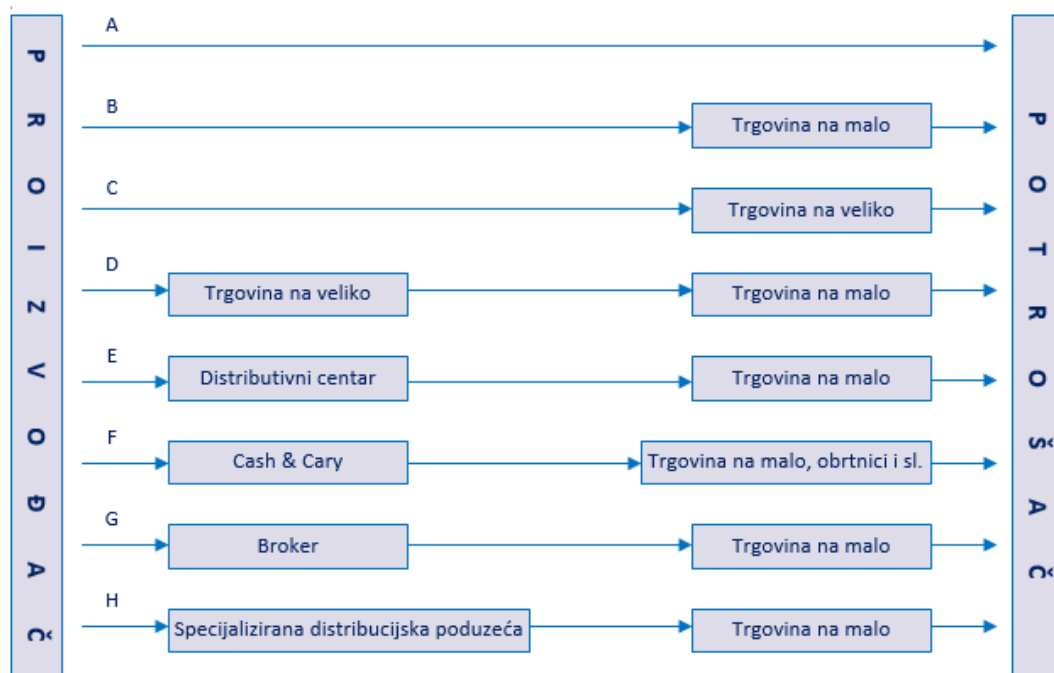 PROIZVOĐAČ
A
B
Trgovina na malo
C
Trgovina na veliko
D
Trgovina na veliko
Trgovina na malo
E
Distributivni centar
Trgovina na malo
F
Cash & Cary
Trgovina na malo, obrtnici i sl.
G
Broker
Trgovina na malo
H
Specijalizirana distribucijska poduzeća
Trgovina na malo
POTROŠAČ